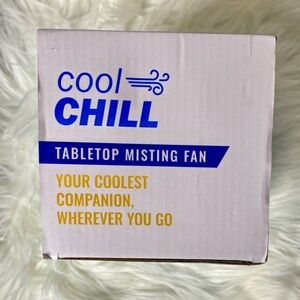 cool
CHILL
TABLETOP MISTING FAN
YOUR COOLEST
COMPANION,
WHEREVER YOU GO